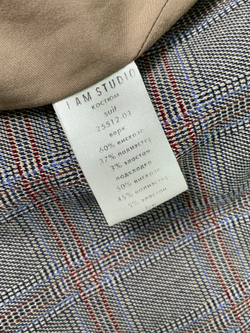 I AM STUDIO
костюм
suit
25512-03
верх
60% вискоза
37% полиэстер
3% эластан
подкладка
50% вискоза
45% полиэстер
5% эластан